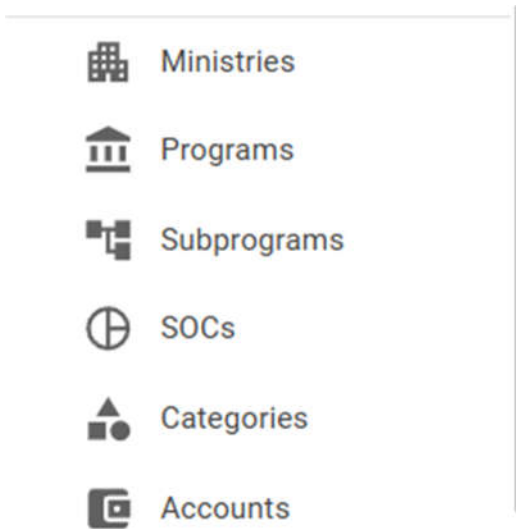 Ministries
Programs
Subprograms
SOCs
Categories
Accounts